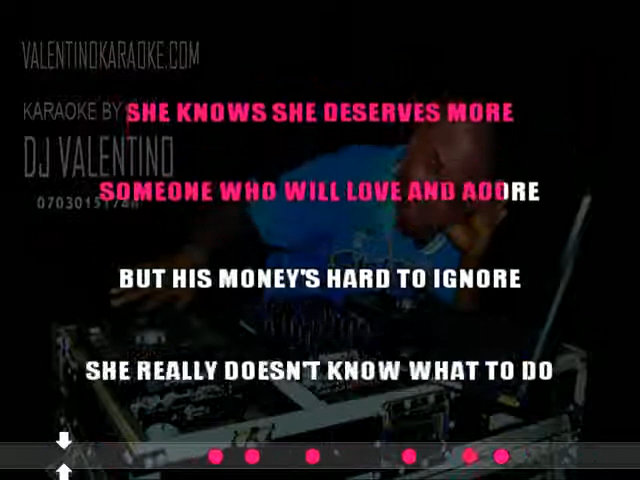 VALENTINOKARAOKE.COM
KARAOKE BY
SHE KNOWS SHE DESERVES MORE
DJ VALENTINO
SOMEONE WHO WILL LOVE AND ADORE
BUT HIS MONEY'S HARD TO IGNORE
SHE REALLY DOESN'T KNOW WHAT TO DO